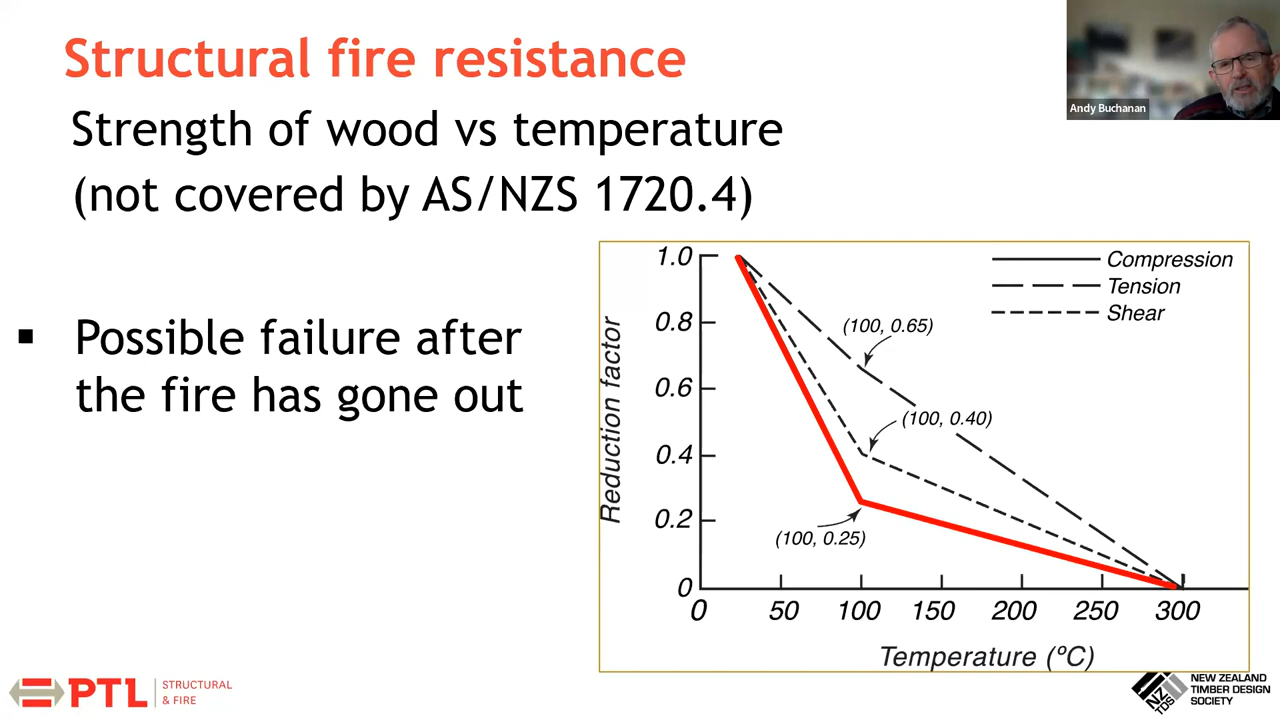 Structural fire resistance
Andy Buchanan
Strength of wood vs temperature
(not covered by AS/NZS 1720.4)
▪ Possible failure after
the fire has gone out
1.0
0.8
0.6
0.4
0.2
0
Reduction factor
Compression
Tension
Shear
(100, 0.65)
(100, 0.40)
(100, 0.25)
0 50 100 150 200 250 300
Temperature (ºC)
PTL STRUCTURAL
& FIRE
NZ
TDS
NEW ZEALAND
TIMBER DESIGN
SOCIETY